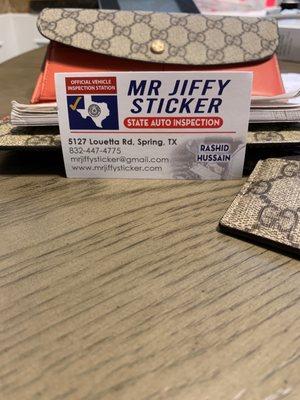 OFFICIAL VEHICLE
INSPECTION STATION
MR JIFFY
STICKER
STATE AUTO INSPECTION
5127 Louetta Rd, Spring, TX
832-447-4775
mrjiffysticker@gmail.com
www.mrjiffysticker.com
RASHID
HUSSAIN